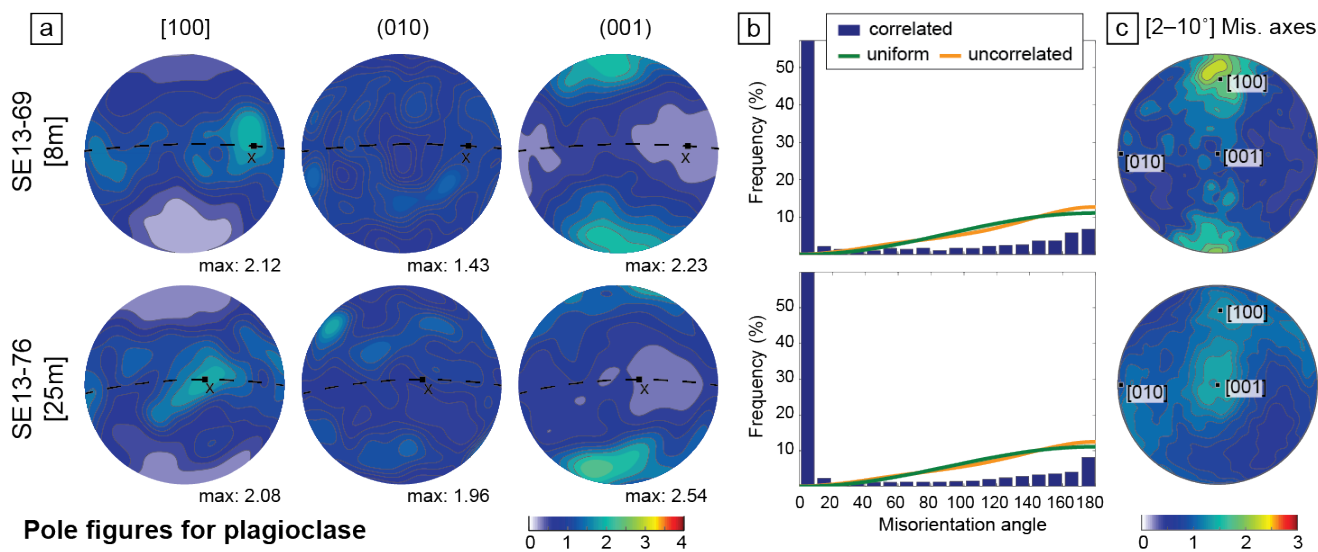 a
[100]
(010)
(001)
b
correlated
uniform
uncorrelated
c
[2–10˚] Mis. axes
SE13-69
[8m]
X
X
X
max: 2.12
max: 1.43
max: 2.23
Frequency (%)
50
40
30
20
10
[100]
[010]
[001]
SE13-76
[25m]
X
X
X
max: 2.08
max: 1.96
max: 2.54
Frequency (%)
50
40
30
20
10
0 20 40 60 80 100 120 140 160 180
Misorientation angle
[100]
[010]
[001]
Pole figures for plagioclase
0 1 2 3 4
0 1 2 3